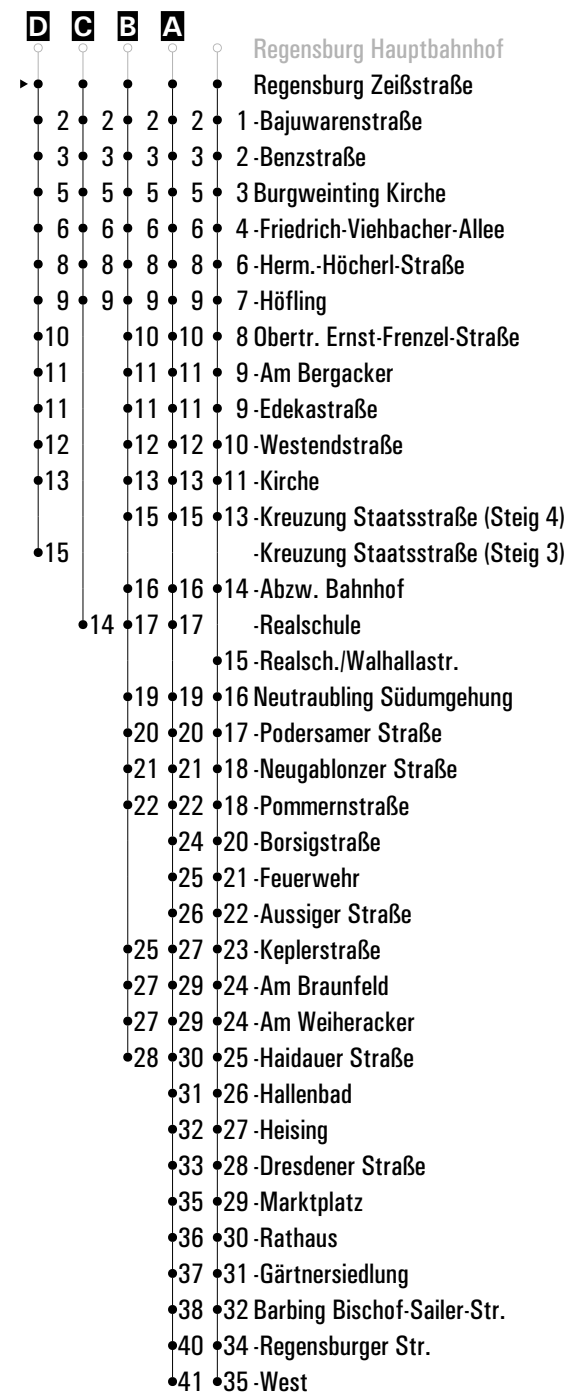 D C B A
Regensburg Hauptbahnhof
Regensburg Zeißstraße
2 2 2 2 1 -Bajuwarenstraße
3 3 3 3 2 -Benzstraße
5 5 5 5 3 Burgweinting Kirche
6 6 6 6 4 -Friedrich-Viehbacher-Allee
8 8 8 8 6 -Herm.-Höcherl-Straße
9 9 9 9 7 -Höfling
10 10 10 8 Obertr. Ernst-Frenzel-Straße
11 11 11 9 -Am Bergacker
11 11 11 9 -Edekastraße
12 12 12 10 -Westendstraße
13 13 13 11 -Kirche
15 15 13 -Kreuzung Staatsstraße (Steig 4)
15 -Kreuzung Staatsstraße (Steig 3)
16 16 14 -Abzw. Bahnhof
14 17 17 -Realschule
15 -Realsch./Walhallastr.
19 19 16 Neutraubling Südumgehung
20 20 17 -Podersamer Straße
21 21 18 -Neugablonzer Straße
22 22 18 -Pommernstraße
24 20 -Borsigstraße
25 21 -Feuerwehr
26 22 -Aussiger Straße
25 27 23 -Keplerstraße
27 29 24 -Am Braunfeld
27 29 24 -Am Weiheracker
28 30 25 -Haidauer Straße
31 26 -Hallenbad
32 27 -Heising
33 28 -Dresdener Straße
35 29 -Marktplatz
36 30 -Rathaus
37 31 -Gärtnersiedlung
38 32 Barbing Bischof-Sailer-Str.
40 34 -Regensburger Str.
41 35 -West